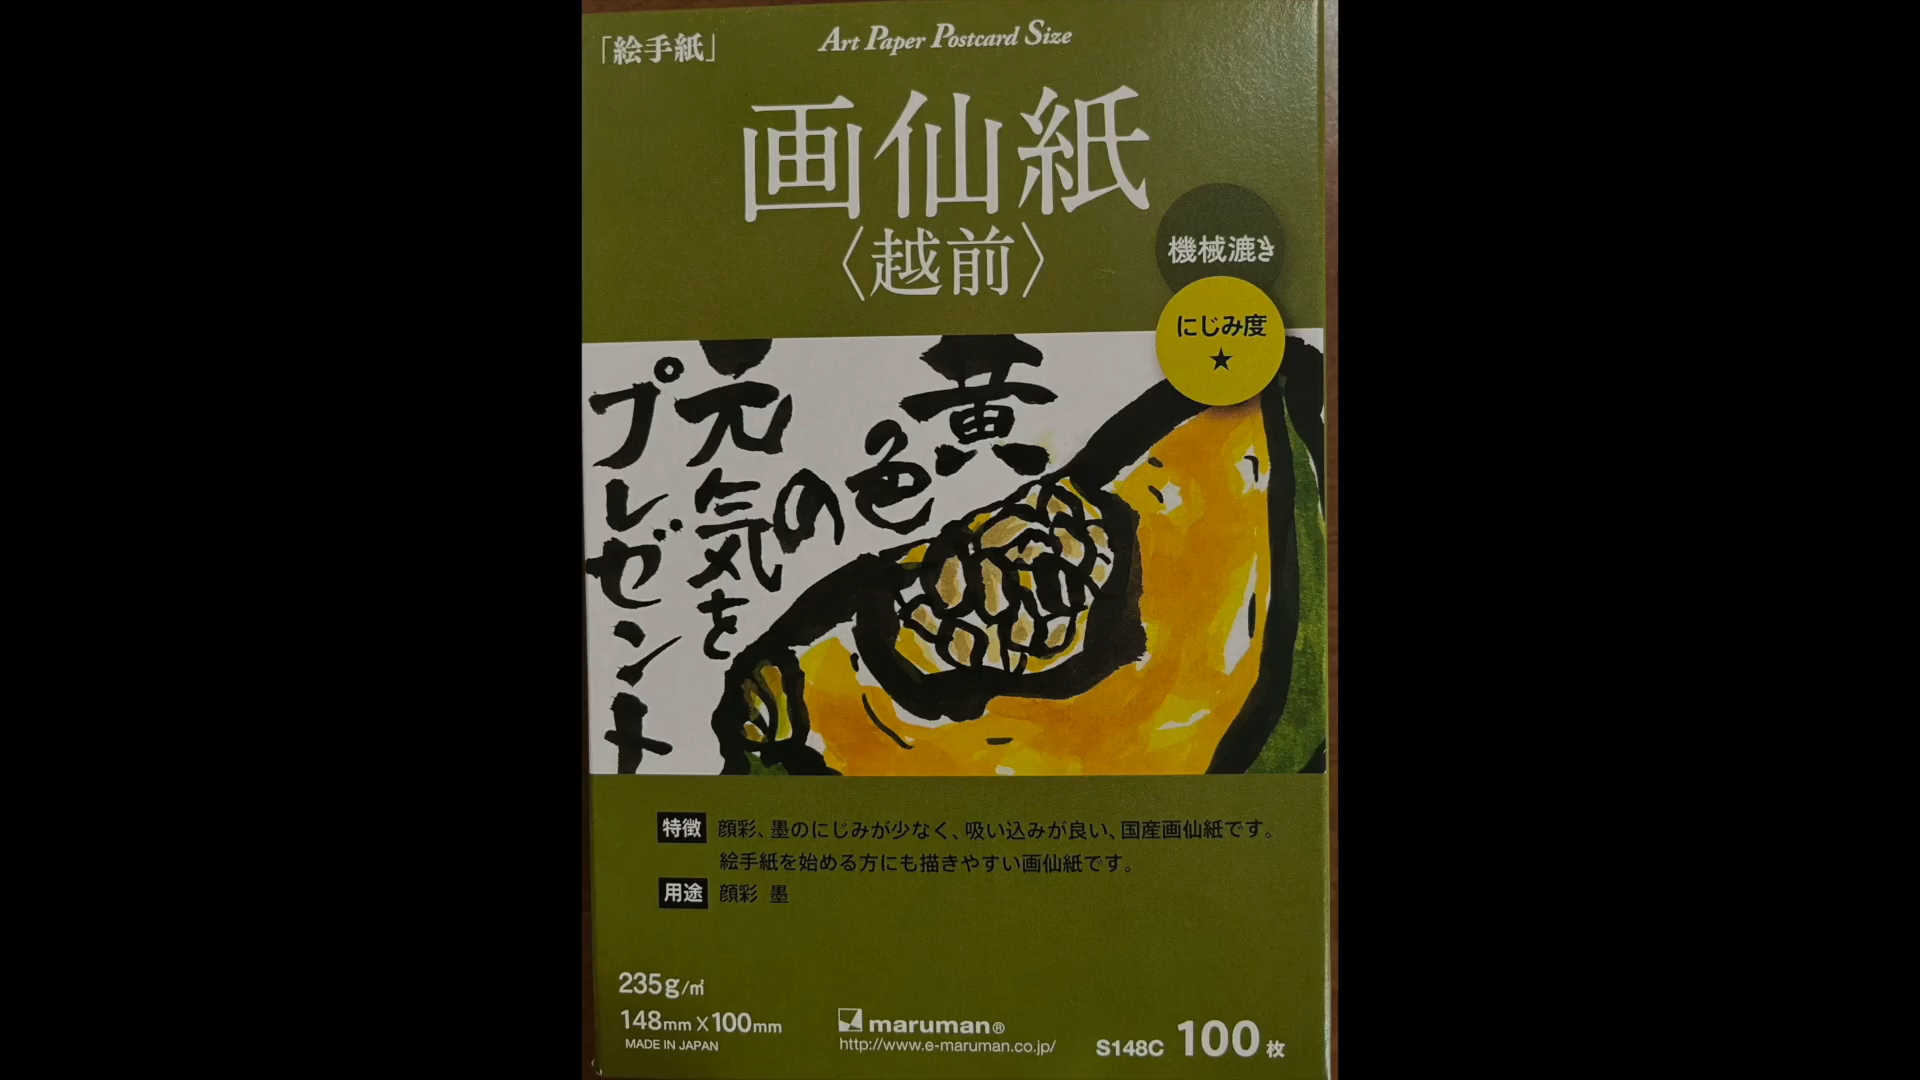 「絵手紙」
Art Paper Postcard Size
画仙紙
〈越前〉
機械漉き
にじみ度
★
黄
色
の
元
気
を
プレゼント
特徴 顔彩、墨のにじみが少なく、吸い込みが良い、国産画仙紙です。
絵手紙を始める方にも描きやすい画仙紙です。
用途 顔彩 墨
235g/㎡
148mm X 100mm
MADE IN JAPAN
maruman®
http://www.e-maruman.co.jp/
S148C 100枚